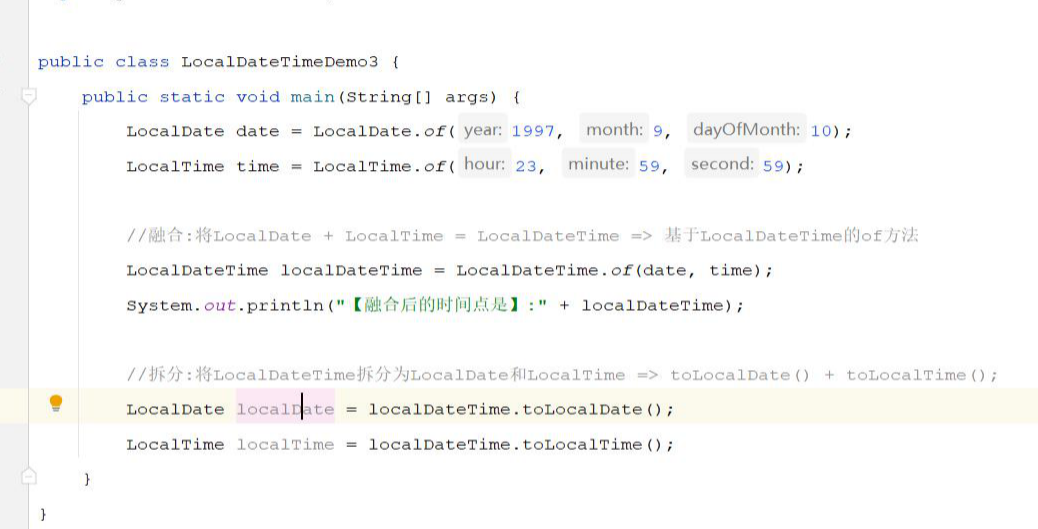 public class LocalDateTimeDemo3 {
public static void main(String[] args) {
LocalDate date = LocalDate.of( year: 1997, month: 9, dayOfMonth: 10);
LocalTime time = LocalTime.of( hour: 23, minute: 59, second: 59);
//融合:将LocalDate + LocalTime = LocalDateTime => 基于LocalDateTime的of方法
LocalDateTime localDateTime = LocalDateTime.of(date, time);
System.out.println("【融合后的时间点是】:" + localDateTime);
//拆分:将LocalDateTime拆分为LocalDate和LocalTime => toLocalDate() + toLocalTime();
LocalDate localDate = localDateTime.toLocalDate();
LocalTime localTime = localDateTime.toLocalTime();
}
}